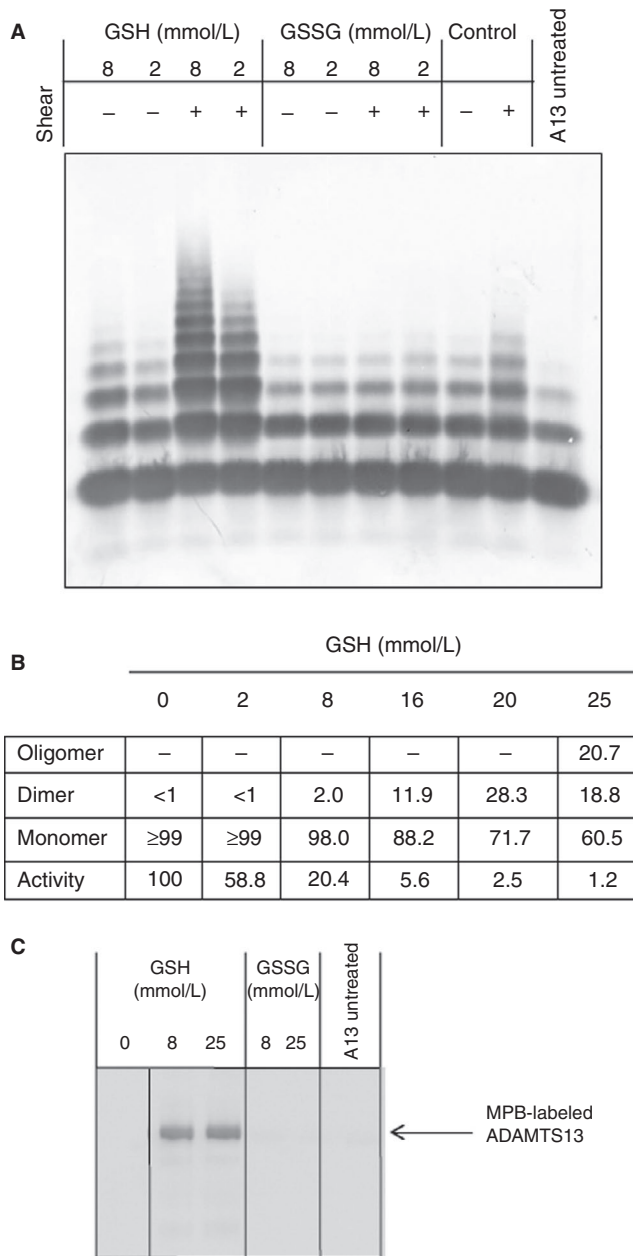 A
GSH (mmol/L) GSSG (mmol/L) Control
8 2 8 2 8 2 8 2
Shear – – + + – – + + – + A13 untreated
B
GSH (mmol/L)
0 2 8 16 20 25
Oligomer – – – – – 20.7
Dimer <1 <1 2.0 11.9 28.3 18.8
Monomer ≥99 ≥99 98.0 88.2 71.7 60.5
Activity 100 58.8 20.4 5.6 2.5 1.2
C
GSH (mmol/L) GSSG (mmol/L) A13 untreated
0 8 25 8 25
MPB-labeled
ADAMTS13